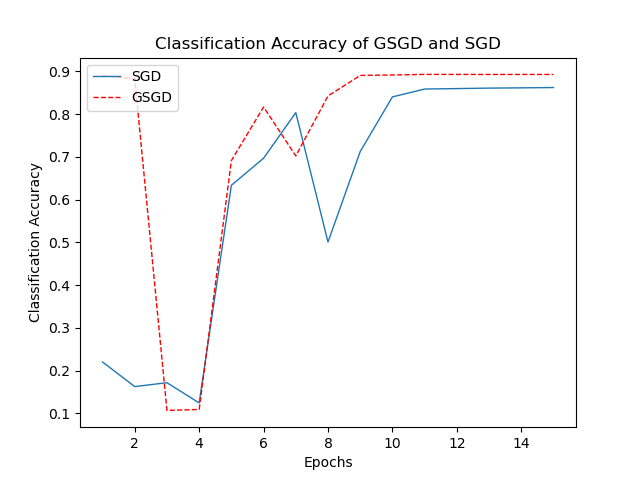 Classification Accuracy of GSGD and SGD
SGD
GSGD
0.9
0.8
0.7
0.6
0.5
0.4
0.3
0.2
0.1
Classification Accuracy
2 4 6 8 10 12 14
Epochs